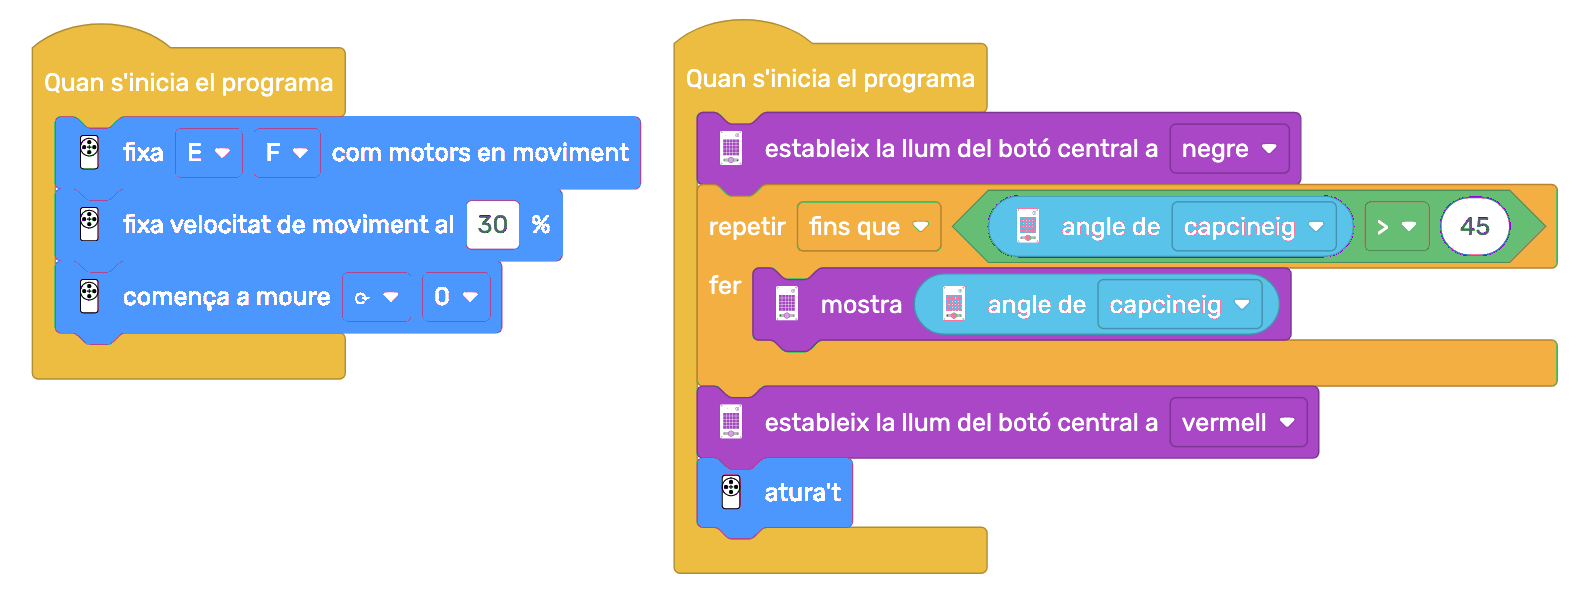 Quan s'inicia el programa
fixa E F com motors en moviment
fixa velocitat de moviment al 30 %
comença a moure ⟳ 0
Quan s'inicia el programa
estableix la llum del botó central a negre
repetir fins que angle de capcineig > 45
fer mostra angle de capcineig
estableix la llum del botó central a vermell
atura't